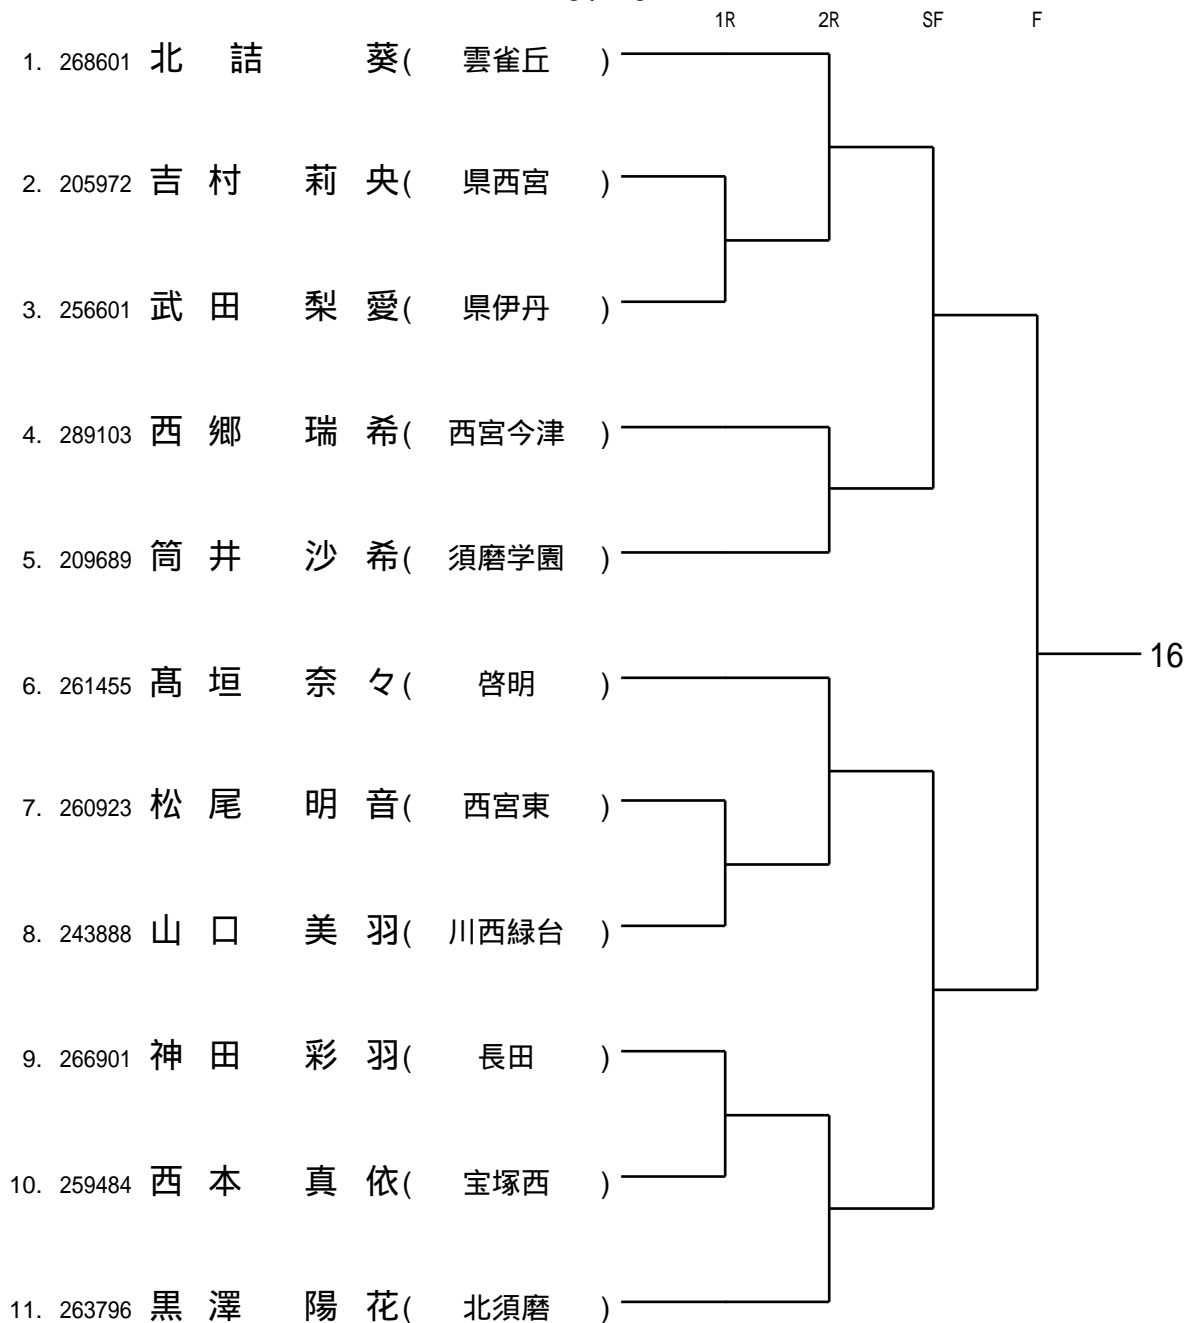 1R 2R SF F
1. 268601 北詰 葵( 雲雀丘 )
2. 205972 吉村 莉央( 県西宮 )
3. 256601 武田 梨愛( 県伊丹 )
4. 289103 西郷 瑞希( 西宮今津 )
5. 209689 筒井 沙希( 須磨学園 )
6. 261455 髙垣 奈々( 啓明 )
16
7. 260923 松尾 明音( 西宮東 )
8. 243888 山口 美羽( 川西緑台 )
9. 266901 神田 彩羽( 長田 )
10. 259484 西本 真依( 宝塚西 )
11. 263796 黒澤 陽花( 北須磨 )